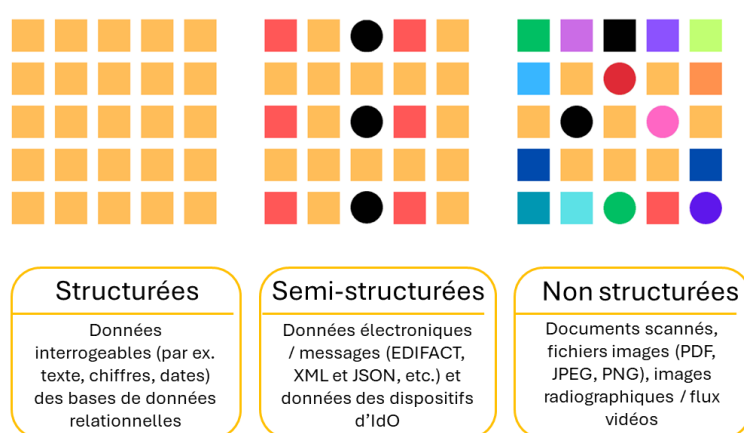 Structurées
Données
interrogeables (par ex.
texte, chiffres, dates)
des bases de données
relationnelles
Semi-structurées
Données électroniques
/ messages (EDIFACT,
XML et JSON, etc.) et
données des dispositifs
d'IdO
Non structurées
Documents scannés,
fichiers images (PDF,
JPEG, PNG), images
radiographiques / flux
vidéos